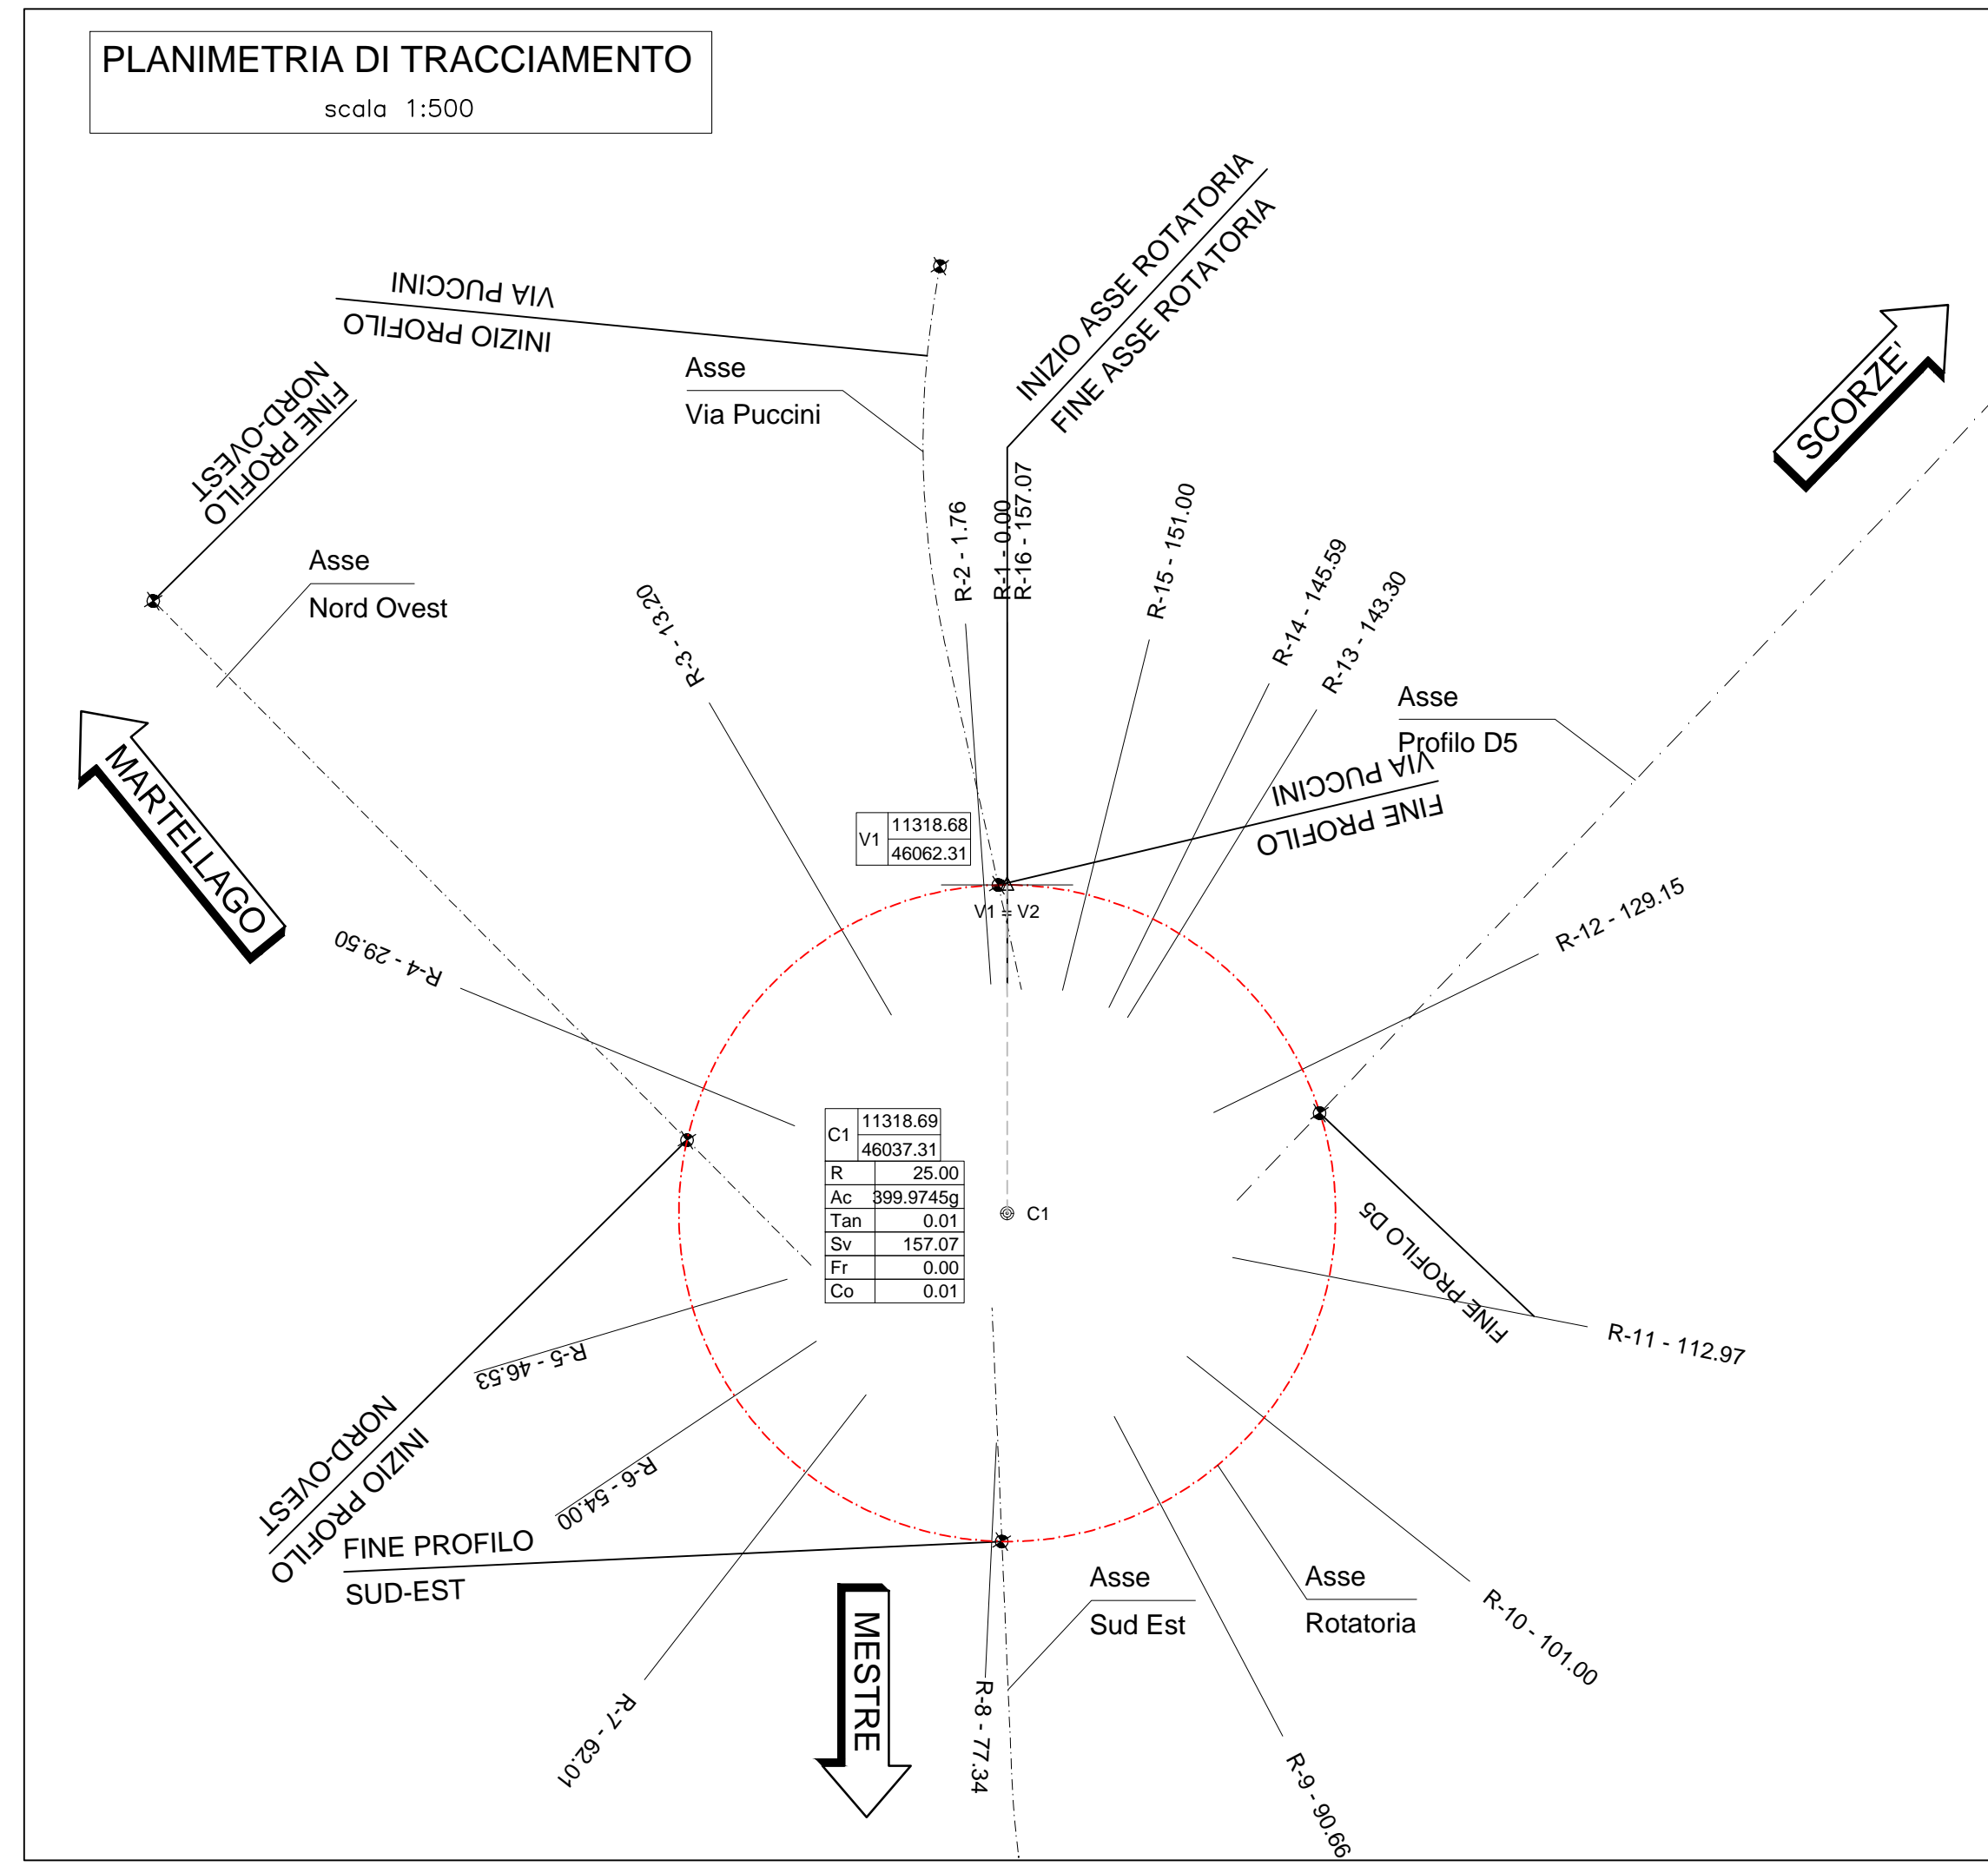 PLANIMETRIA DI TRACCIAMENTO
scala 1:500
INIZIO ASSE ROTATORIA
FINE ASSE ROTATORIA
VIA PUCCINI
INIZIO PROFILO
Asse
Via Puccini
SCORZE'
FINE PROFILO
NORD-OVEST
Asse
Nord Ovest
R-3 - 13.20
R-2 - 1.76
R-1 - 0.00
R-16 - 157.07
R-15 - 151.00
R-14 - 145.59
R-13 - 143.30
Asse
Profilo D5
VIA PUCCINI
FINE PROFILO
MARTELLAGO
V1
11318.68
46062.31
V1 = V2
R-4 - 29.50
R-12 - 129.15
C1
11318.69
46037.31
R 25.00
Ac 399.9745g
Tan 0.01
Sv 157.07
Fr 0.00
Co 0.01
C1
FINE PROFILO D5
R-11 - 112.97
R-5 - 46.53
NORD-OVEST
INIZIO PROFILO
R-6 - 54.00
FINE PROFILO
SUD-EST
R-7 - 62.01
MESTRE
R-8 - 77.34
Asse
Sud Est
Asse
Rotatoria
R-10 - 101.00
R-9 - 90.66